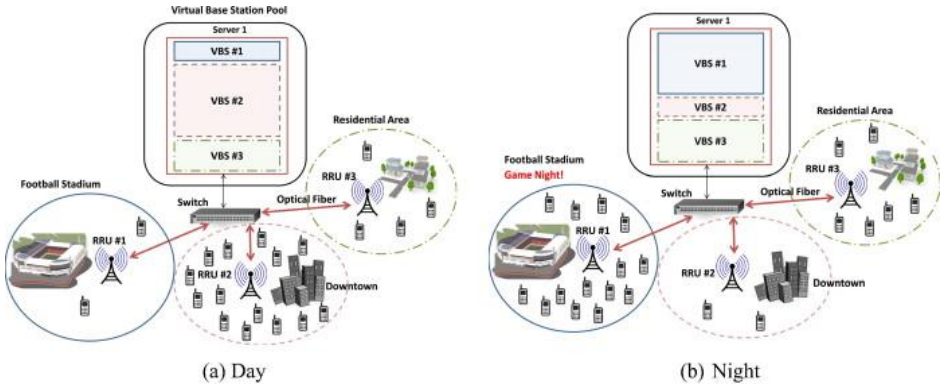 Virtual Base Station Pool
Server 1
VBS #1
VBS #2
VBS #3
Residential Area
RRU #3
Optical Fiber
Switch
Football Stadium
RRU #1
RRU #2
Downtown
(a) Day
Server 1
VBS #1
VBS #2
VBS #3
Residential Area
Football Stadium
Game Night!
RRU #3
Optical Fiber
Switch
RRU #1
RRU #2
Downtown
(b) Night